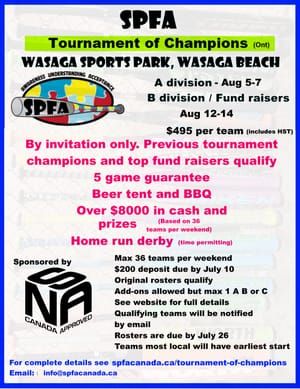 SPFA
Tournament of Champions (Ont)
WASAGA SPORTS PARK, WASAGA BEACH
AWARENESS UNDERSTANDING ACCEPTANCE
SPFA
A division - Aug 5-7
B division / Fund raisers
Aug 12-14
$495 per team (includes HST)
By invitation only. Previous tournament
champions and top fund raisers qualify
5 game guarantee
Beer tent and BBQ
Over $8000 in cash and
prizes (Based on 36
teams per weekend)
Home run derby (time permitting)
Sponsored by
SNA
CANADA APPROVED
Max 36 teams per weekend
$200 deposit due by July 10
Original rosters qualify
Add-ons allowed but max 1 A B or C
See website for full details
Qualifying teams will be notified
by email
Rosters are due by July 26
Teams most local will have earliest start
For complete details see spfacanada.ca/tournament-of-champions
Email: info@spfacanada.ca